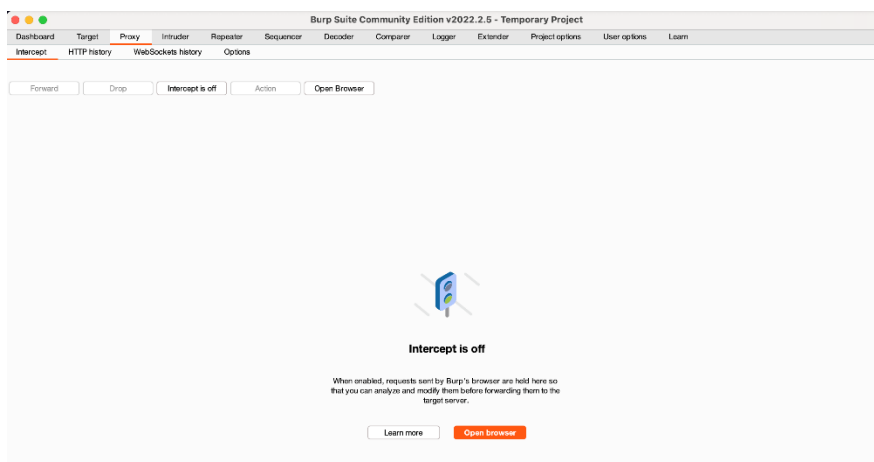 Burp Suite Community Edition v2022.2.5 - Temporary Project
Dashboard Target Proxy Intruder Repeater Sequencer Decoder Comparer Logger Extender Project options User options Learn
Intercept HTTP history WebSockets history Options
Forward Drop Intercept is off Action Open Browser
Intercept is off
When enabled, requests sent by Burp's browser are held here so
that you can analyze and modify them before forwarding them to the
target server.
Learn more Open browser